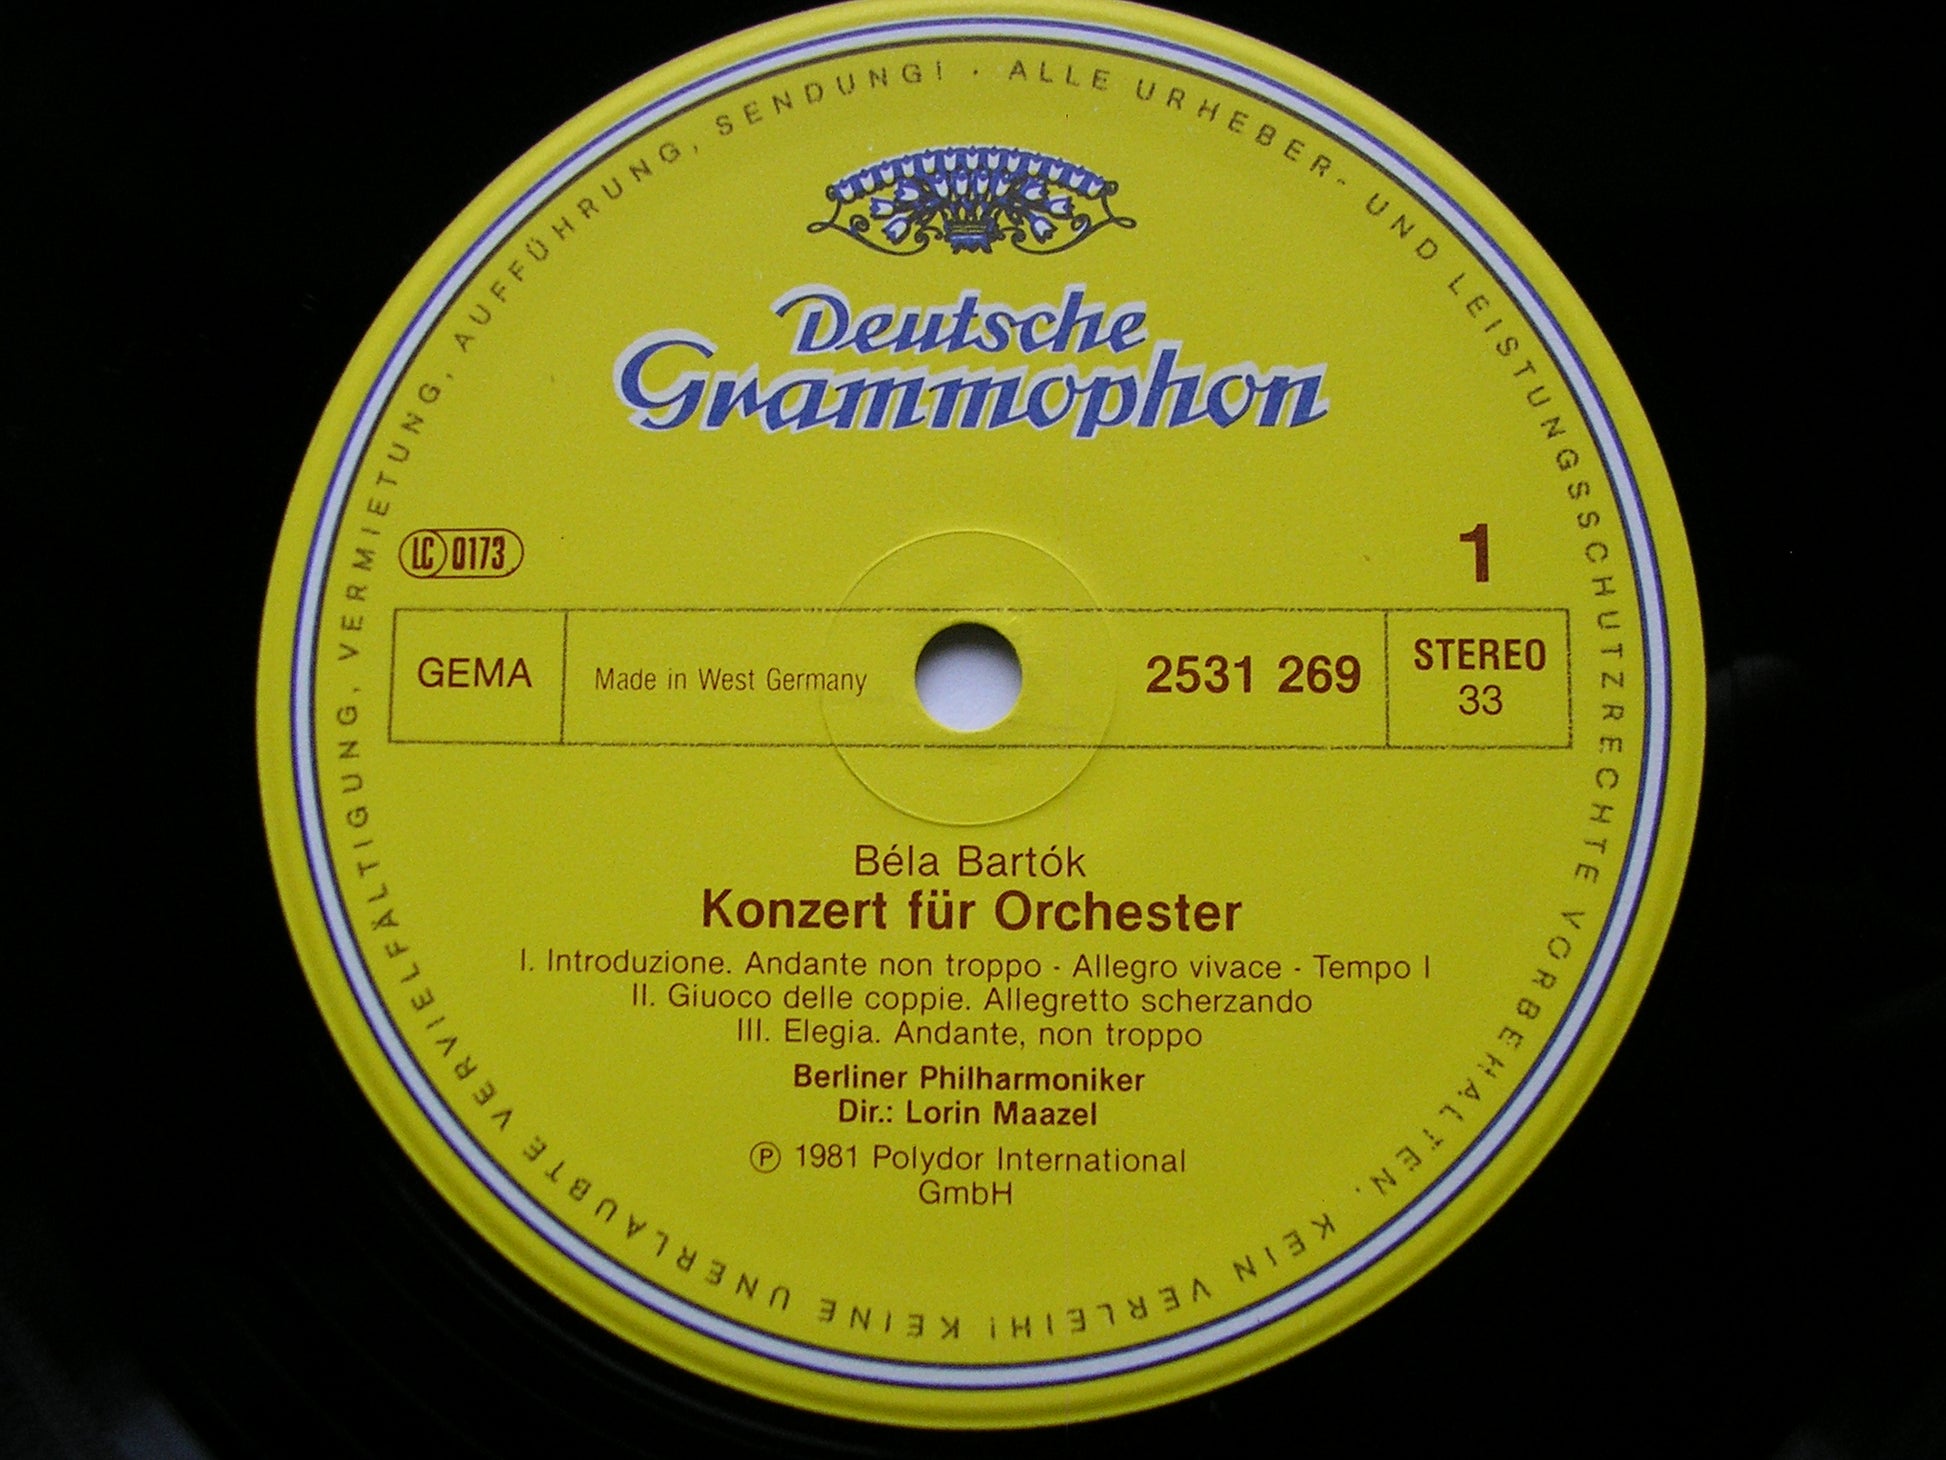 ALLE URHEBER- UND LEISTUNGSSCHUTZRECHTE VORBEHALTEN. KEIN VERLEIH! KEINE UNERLAUBTE VERVIELFÄLTIGUNG, VERMIETUNG, AUFFÜHRUNG, SENDUNG! ·
Deutsche
Grammophon
LC 0173
1
GEMA
Made in West Germany
2531 269
STEREO
33
Béla Bartók
Konzert für Orchester
I. Introduzione. Andante non troppo - Allegro vivace - Tempo I
II. Giuoco delle coppie. Allegretto scherzando
III. Elegia. Andante, non troppo
Berliner Philharmoniker
Dir.: Lorin Maazel
Ⓟ 1981 Polydor International
GmbH